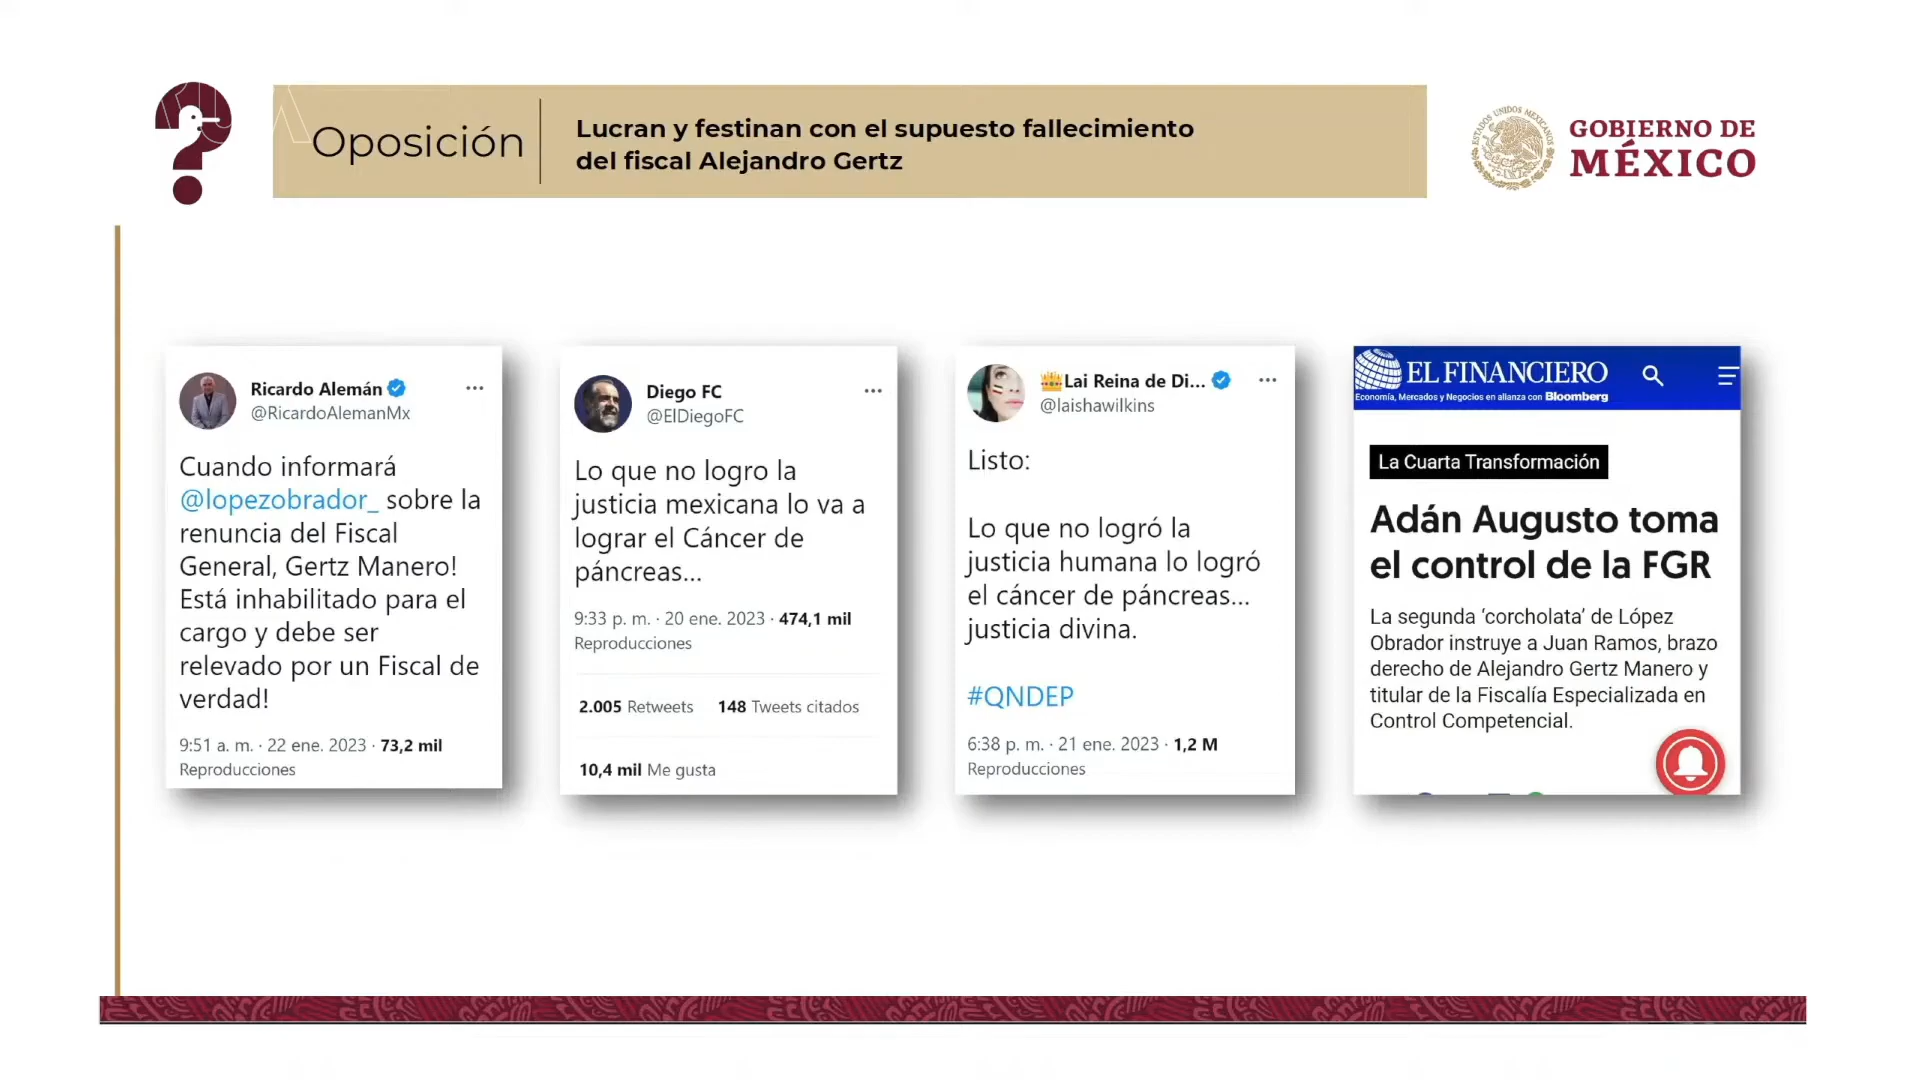 Oposición
Lucran y festinan con el supuesto fallecimiento
del fiscal Alejandro Gertz
ESTADOS UNIDOS MEXICANOS
GOBIERNO DE
MÉXICO
Ricardo Alemán
@RicardoAlemanMx
Cuando informará
@lopezobrador_ sobre la
renuncia del Fiscal
General, Gertz Manero!
Está inhabilitado para el
cargo y debe ser
relevado por un Fiscal de
verdad!
9:51 a. m. · 22 ene. 2023 · 73,2 mil
Reproducciones
Diego FC
@ElDiegoFC
Lo que no logro la
justicia mexicana lo va a
lograr el Cáncer de
páncreas...
9:33 p. m. · 20 ene. 2023 · 474,1 mil
Reproducciones
2.005 Retweets 148 Tweets citados
10,4 mil Me gusta
👑Lai Reina de Di...
@laishawilkins
Listo:
Lo que no logró la
justicia humana lo logró
el cáncer de páncreas...
justicia divina.
#QNDEP
6:38 p. m. · 21 ene. 2023 · 1,2 M
Reproducciones
EL FINANCIERO
Economía, Mercados y Negocios en alianza con Bloomberg
La Cuarta Transformación
Adán Augusto toma
el control de la FGR
La segunda ‘corcholata’ de López
Obrador instruye a Juan Ramos, brazo
derecho de Alejandro Gertz Manero y
titular de la Fiscalía Especializada en
Control Competencial.